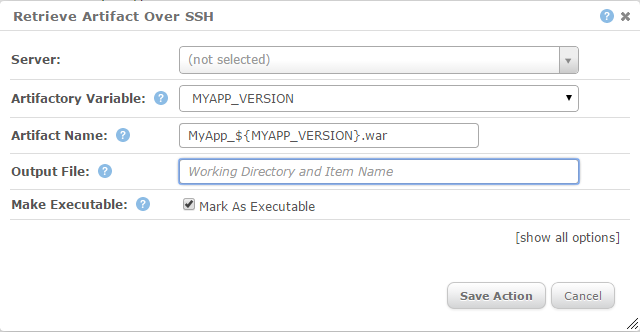 Retrieve Artifact Over SSH
Server: (not selected)
Artifactory Variable: ? MYAPP_VERSION
Artifact Name: ? MyApp_${MYAPP_VERSION}.war
Output File: ? Working Directory and Item Name
Make Executable: ? Mark As Executable
[show all options]
Save Action Cancel